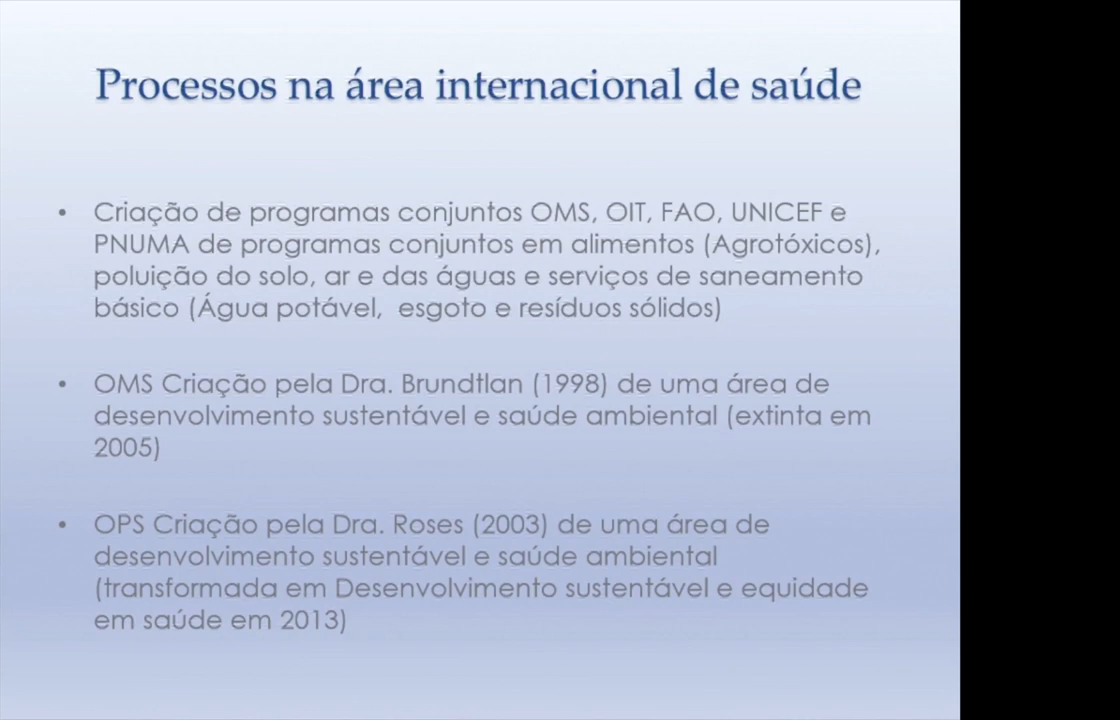 Processos na área internacional de saúde
• Criação de programas conjuntos OMS, OIT, FAO, UNICEF e
PNUMA de programas conjuntos em alimentos (Agrotóxicos),
poluição do solo, ar e das águas e serviços de saneamento
básico (Água potável,  esgoto e resíduos sólidos)
• OMS Criação pela Dra. Brundtlan (1998) de uma área de
desenvolvimento sustentável e saúde ambiental (extinta em
2005)
• OPS Criação pela Dra. Roses (2003) de uma área de
desenvolvimento sustentável e saúde ambiental
(transformada em Desenvolvimento sustentável e equidade
em saúde em 2013)